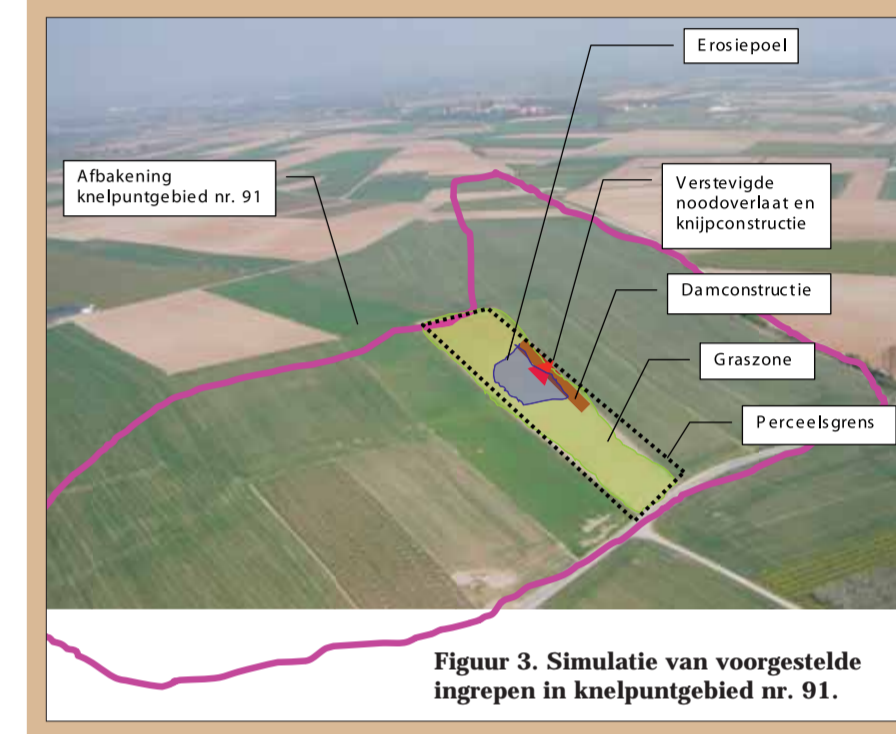 Erosiepoel
Afbakening
knelpuntgebied nr. 91
Verstevigde
noodoverlaat en
knijpconstructie
Damconstructie
Graszone
Perceelsgrens
Figuur 3. Simulatie van voorgestelde
ingrepen in knelpuntgebied nr. 91.